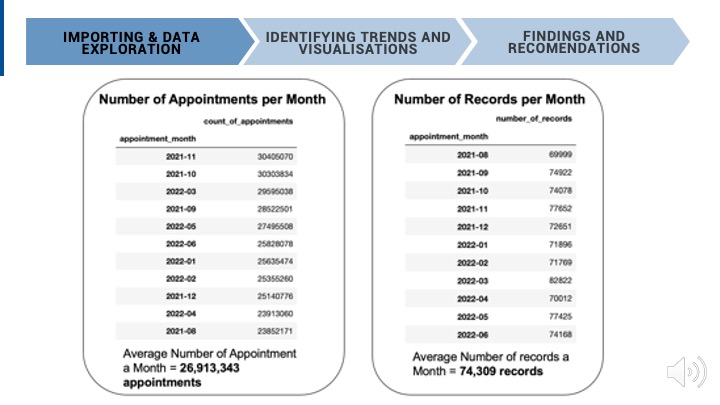 IMPORTING & DATA
EXPLORATION
IDENTIFYING TRENDS AND
VISUALISATIONS
FINDINGS AND
RECOMENDATIONS
Number of Appointments per Month
count_of_appointments
appointment_month
2021-11 30405070
2021-10 30303834
2022-03 29595038
2021-09 28522501
2022-05 27495508
2022-06 25828078
2022-01 25635474
2022-02 25355260
2021-12 25140776
2022-04 23913060
2021-08 23852171
Average Number of Appointment
a Month = 26,913,343
appointments
Number of Records per Month
number_of_records
appointment_month
2021-08 69999
2021-09 74922
2021-10 74078
2021-11 77652
2021-12 72651
2022-01 71896
2022-02 71769
2022-03 82822
2022-04 70012
2022-05 77425
2022-06 74168
Average Number of records a
Month = 74,309 records